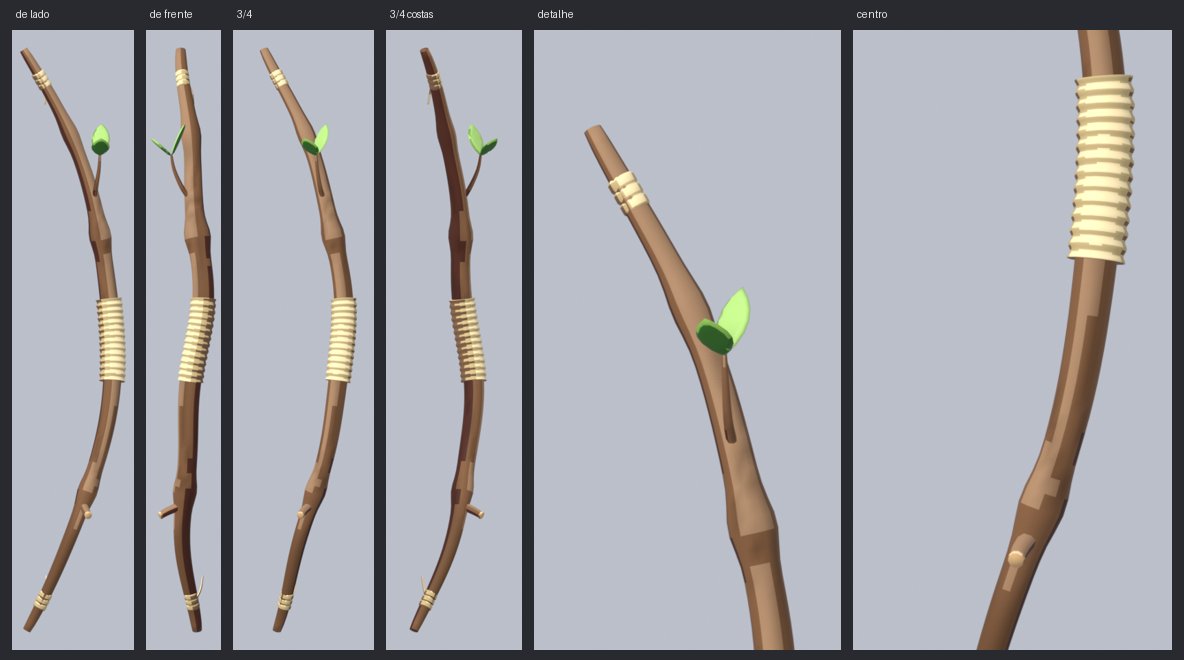 de lado
de frente
3/4
3/4 costas
detalhe
centro